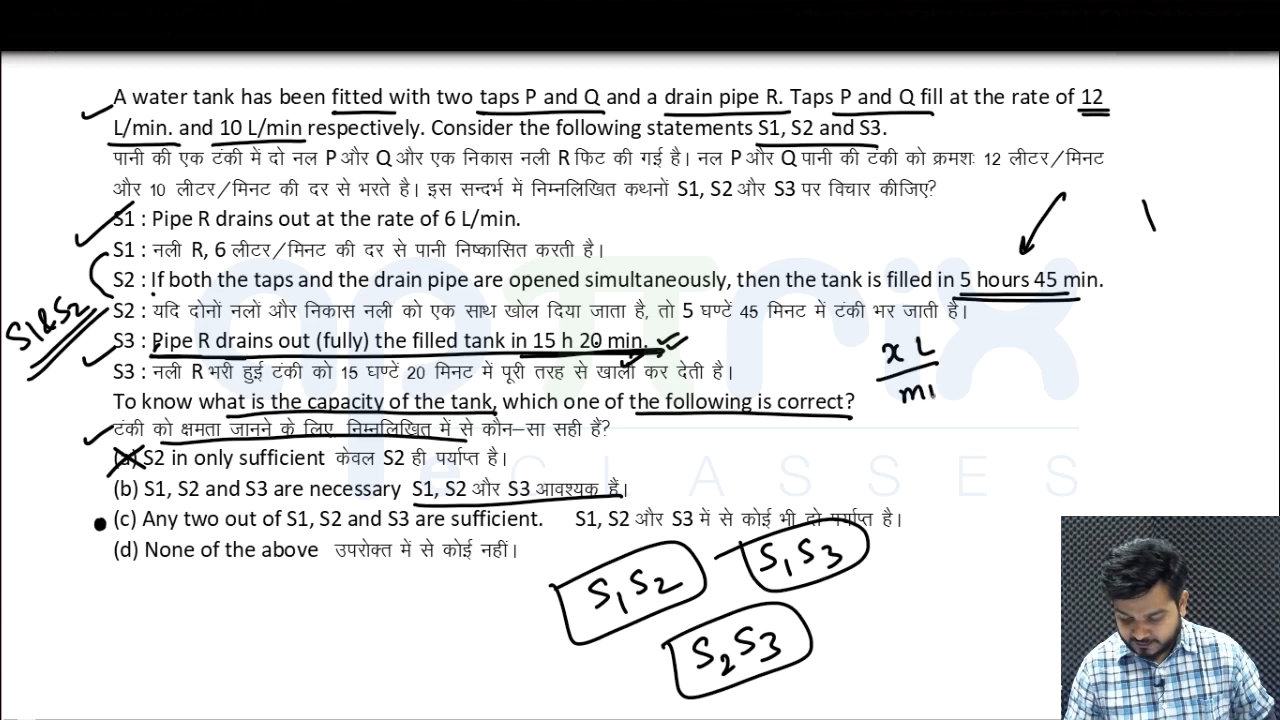 A water tank has been fitted with two taps P and Q and a drain pipe R. Taps P and Q fill at the rate of 12
L/min. and 10 L/min respectively. Consider the following statements S1, S2 and S3.
पानी की एक टंकी में दो नल P और Q और एक निकास नली R फिट की गई है। नल P और Q पानी की टंकी को क्रमशः 12 लीटर/मिनट
और 10 लीटर/मिनट की दर से भरते है। इस सन्दर्भ में निम्नलिखित कथनों S1, S2 और S3 पर विचार कीजिए?
S1 : Pipe R drains out at the rate of 6 L/min.
S1 : नली R, 6 लीटर/मिनट की दर से पानी निष्कासित करती है।
S2 : If both the taps and the drain pipe are opened simultaneously, then the tank is filled in 5 hours 45 min.
S2 : यदि दोनों नलों और निकास नली को एक साथ खोल दिया जाता है, तो 5 घण्टें 45 मिनट में टंकी भर जाती है।
S1 & S2
S3 : Pipe R drains out (fully) the filled tank in 15 h 20 min.
S3 : नली R भरी हुई टंकी को 15 घण्टें 20 मिनट में पूरी तरह से खाली कर देती है।
x L
m
To know what is the capacity of the tank, which one of the following is correct?
टंकी को क्षमता जानने के लिए, निम्नलिखित में से कौन–सा सही हैं?
(a) S2 in only sufficient केवल S2 ही पर्याप्त है।
(b) S1, S2 and S3 are necessary S1, S2 और S3 आवश्यक हैं।
(c) Any two out of S1, S2 and S3 are sufficient. S1, S2 और S3 में से कोई भी दो पर्याप्त है।
(d) None of the above उपरोक्त में से कोई नहीं।
S1 S2
S1 S3
S2 S3
aptrix
eCLASSES